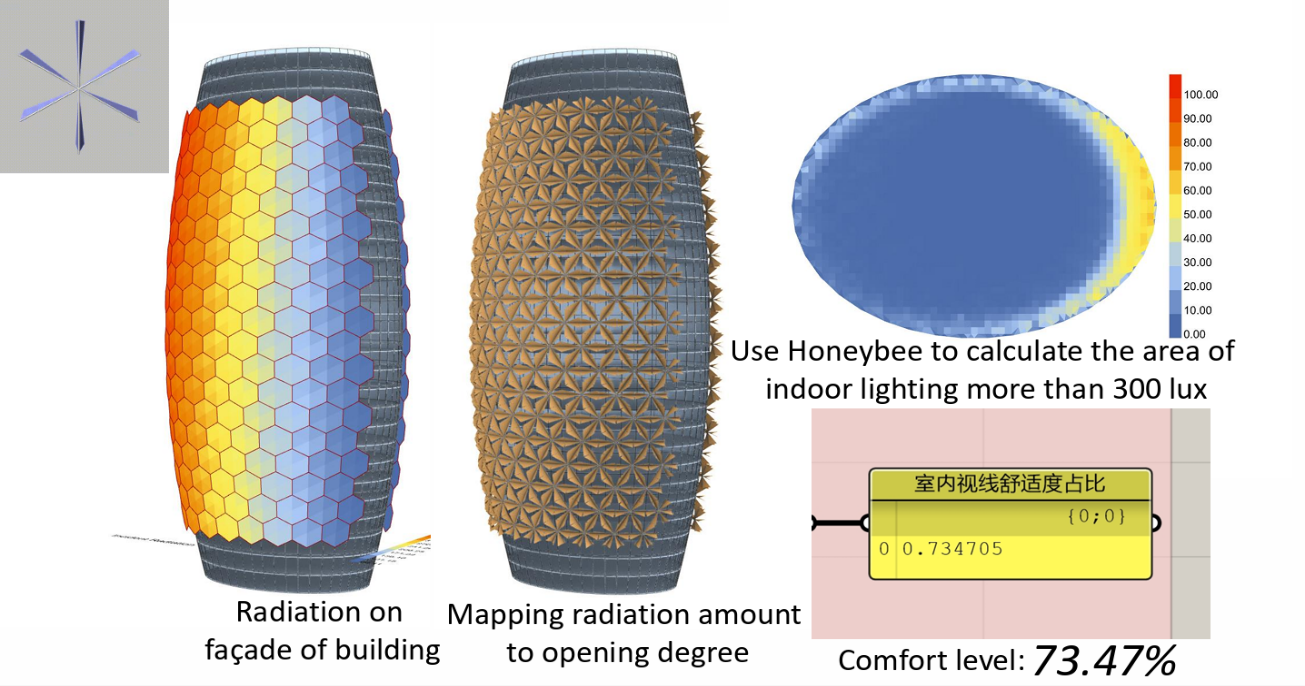 100.00
90.00
80.00
70.00
60.00
50.00
40.00
30.00
20.00
10.00
0.00
Use Honeybee to calculate the area of
indoor lighting more than 300 lux
室内视线舒适度占比
{0;0}
0 0.734705
Radiation on
façade of building
Mapping radiation amount
to opening degree
Comfort level: 73.47%